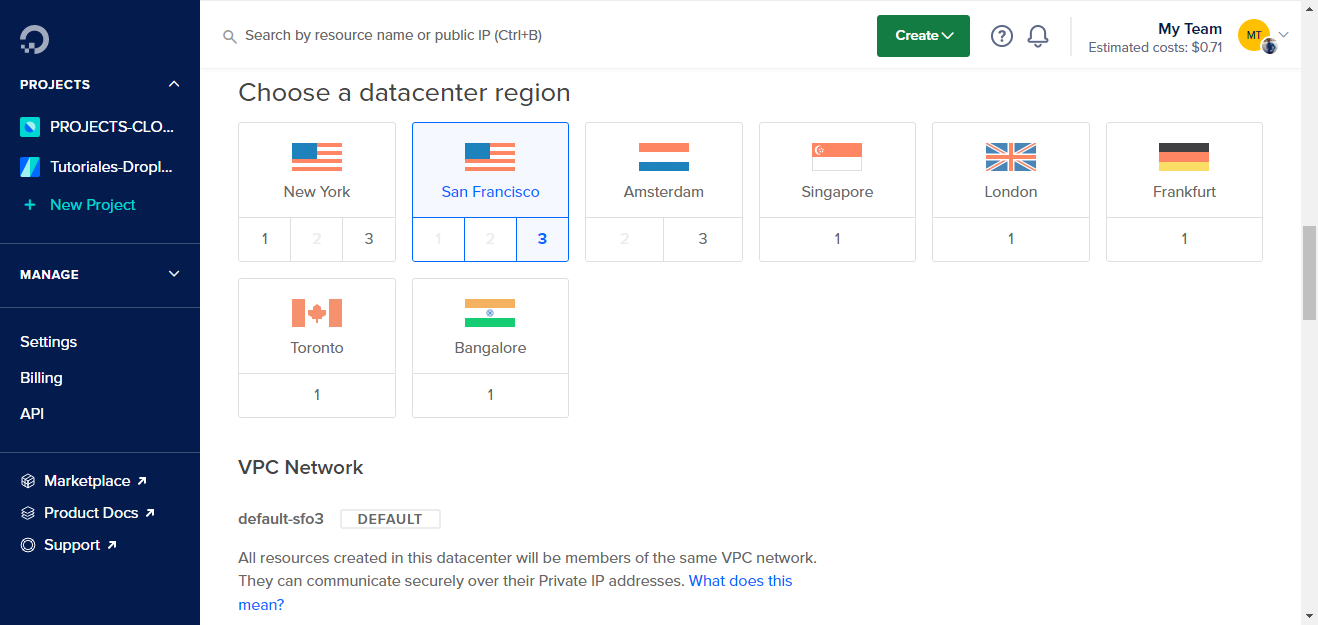 Search by resource name or public IP (Ctrl+B)
Create
My Team
Estimated costs: $0.71
MT
PROJECTS
PROJECTS-CLO...
Tutoriales-Dropl...
+ New Project
MANAGE
Settings
Billing
API
Marketplace
Product Docs
Support
Choose a datacenter region
New York
1 2 3
San Francisco
1 2 3
Amsterdam
2 3
Singapore
1
London
1
Frankfurt
1
Toronto
1
Bangalore
1
VPC Network
default-sfo3 DEFAULT
All resources created in this datacenter will be members of the same VPC network.
They can communicate securely over their Private IP addresses. What does this
mean?